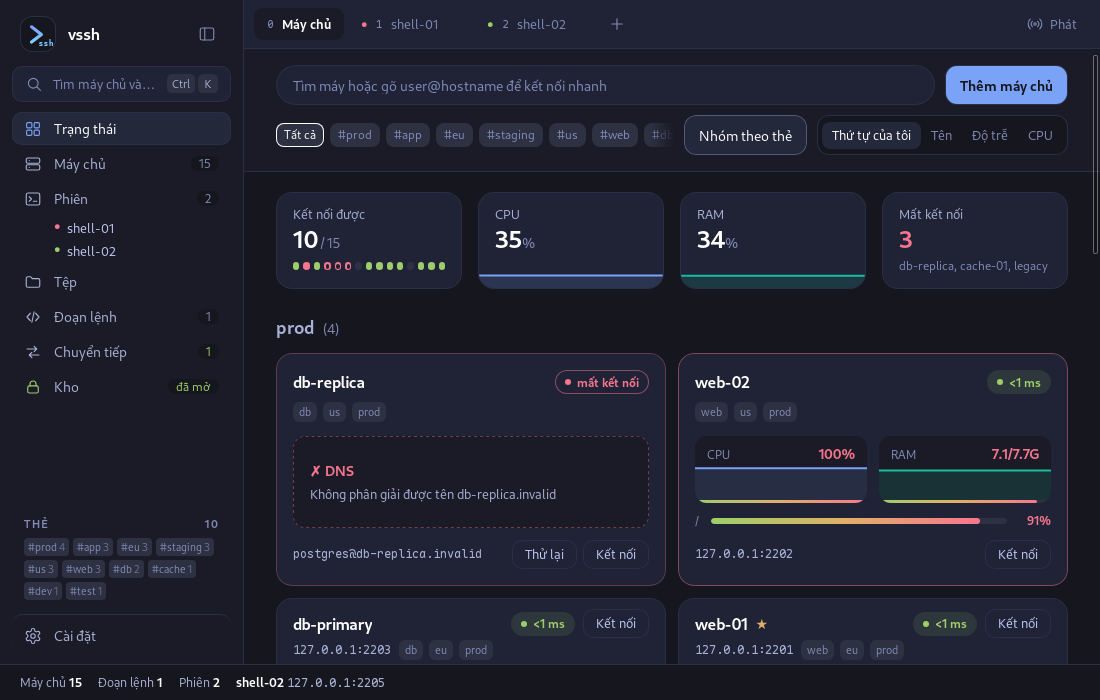 ssh
vssh
Tìm máy chủ và... Ctrl K
Trạng thái
Máy chủ 15
Phiên 2
shell-01
shell-02
Tệp
Đoạn lệnh 1
Chuyển tiếp 1
Kho đã mở
THẺ 10
#prod 4 #app 3 #eu 3 #staging 3
#us 3 #web 3 #db 2 #cache 1
#dev 1 #test 1
Cài đặt
0 Máy chủ 1 shell-01 2 shell-02 Phát
Tìm máy hoặc gõ user@hostname để kết nối nhanh Thêm máy chủ
Tất cả #prod #app #eu #staging #us #web #db Nhóm theo thẻ Thứ tự của tôi Tên Độ trễ CPU
Kết nối được
10 / 15
CPU
35%
RAM
34%
Mất kết nối
3
db-replica, cache-01, legacy
prod (4)
db-replica mất kết nối
db us prod
✗ DNS
Không phân giải được tên db-replica.invalid
postgres@db-replica.invalid Thử lại Kết nối
web-02 <1 ms
web us prod
CPU 100% RAM 7.1/7.7G
/ 91%
127.0.0.1:2202 Kết nối
db-primary <1 ms Kết nối
127.0.0.1:2203 db eu prod
web-01 ★ <1 ms Kết nối
127.0.0.1:2201 web eu prod
Máy chủ 15 Đoạn lệnh 1 Phiên 2 shell-02 127.0.0.1:2205